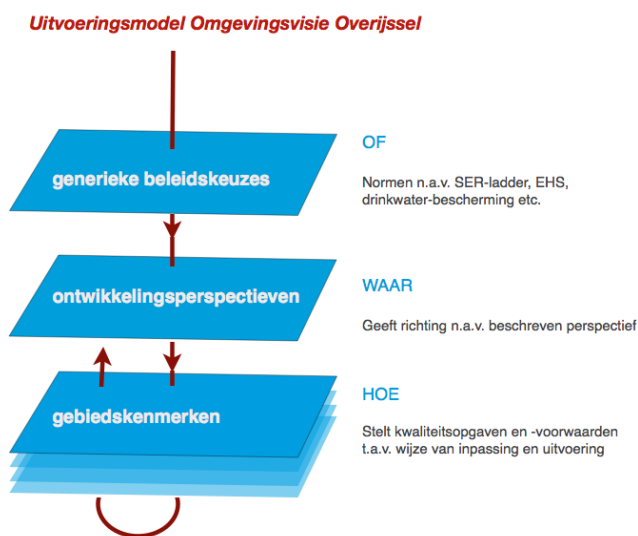 Uitvoeringsmodel Omgevingsvisie Overijssel
generieke beleidskeuzes
OF
Normen n.a.v. SER-ladder, EHS,
drinkwater-bescherming etc.
ontwikkelingsperspectieven
WAAR
Geeft richting n.a.v. beschreven perspectief
gebiedskenmerken
HOE
Stelt kwaliteitsopgaven en -voorwaarden
t.a.v. wijze van inpassing en uitvoering